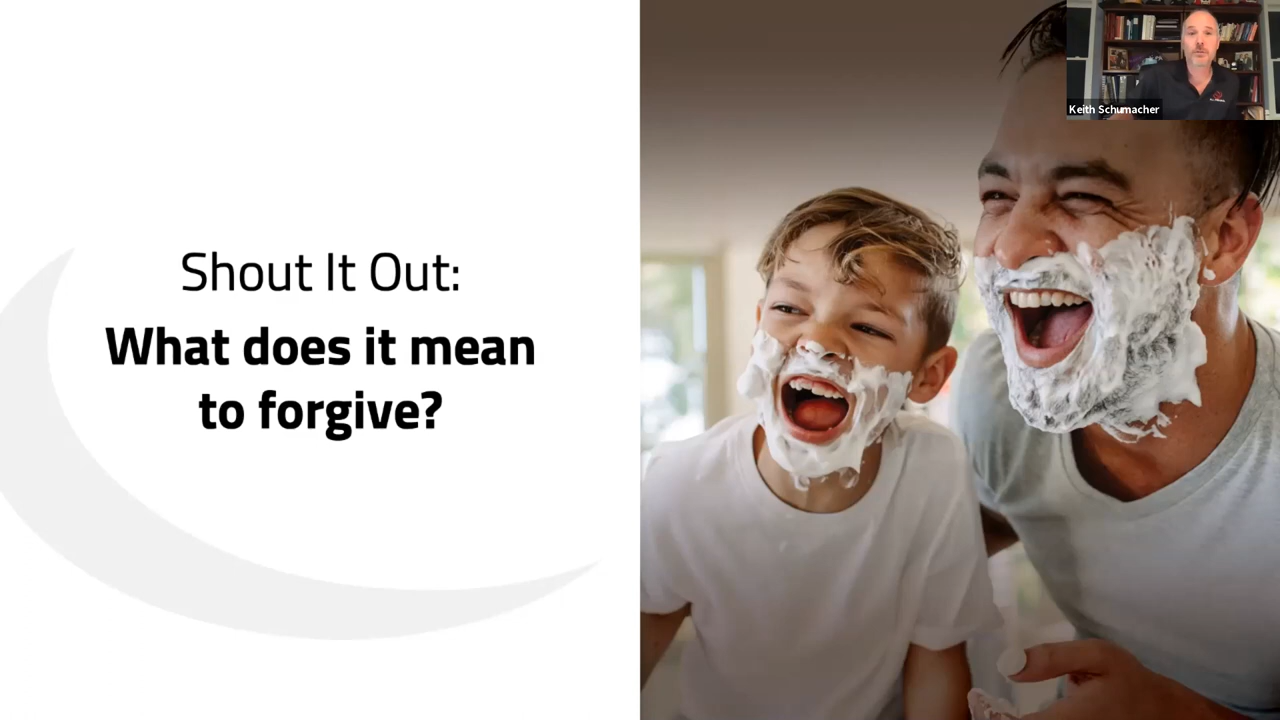 Shout It Out:
What does it mean
to forgive?
Keith Schumacher